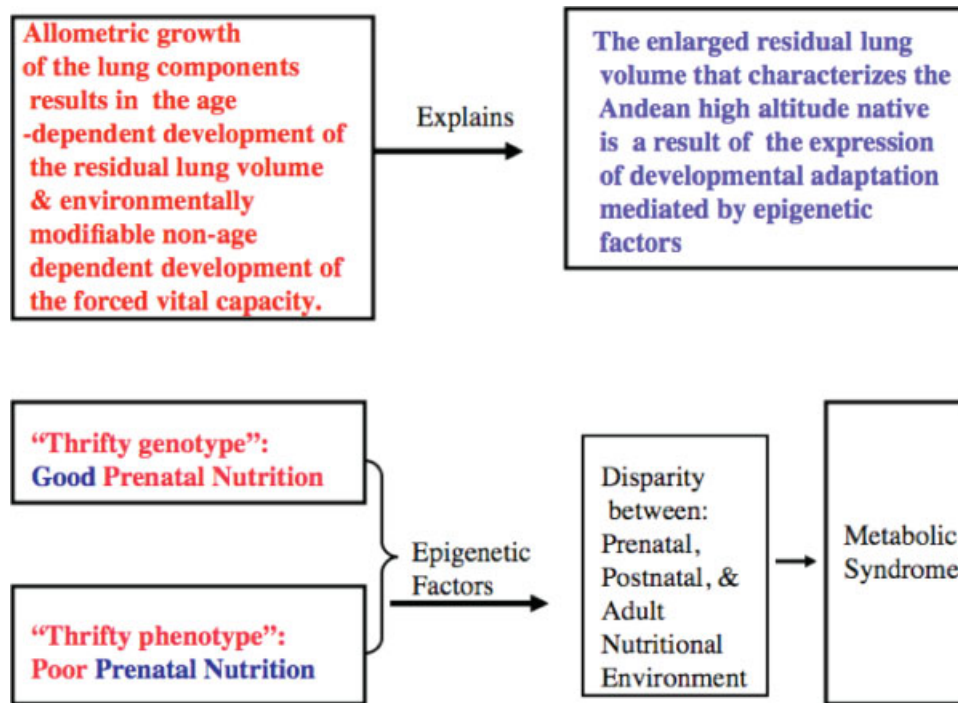 Allometric growth
of the lung components
results in the age
-dependent development of
the residual lung volume
& environmentally
modifiable non-age
dependent development of
the forced vital capacity.
Explains
The enlarged residual lung
volume that characterizes the
Andean high altitude native
is a result of the expression
of developmental adaptation
mediated by epigenetic
factors
“Thrifty genotype”:
Good Prenatal Nutrition
“Thrifty phenotype”:
Poor Prenatal Nutrition
Epigenetic
Factors
Disparity
between:
Prenatal,
Postnatal, &
Adult
Nutritional
Environment
Metabolic
Syndrome